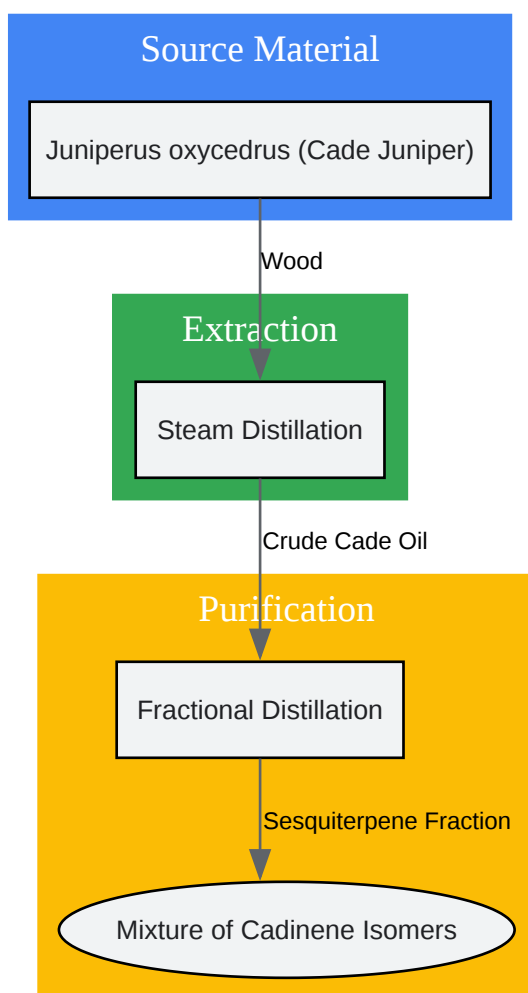 Source Material
Juniperus oxycedrus (Cade Juniper)
Wood
Extraction
Steam Distillation
Crude Cade Oil
Purification
Fractional Distillation
Sesquiterpene Fraction
Mixture of Cadinene Isomers